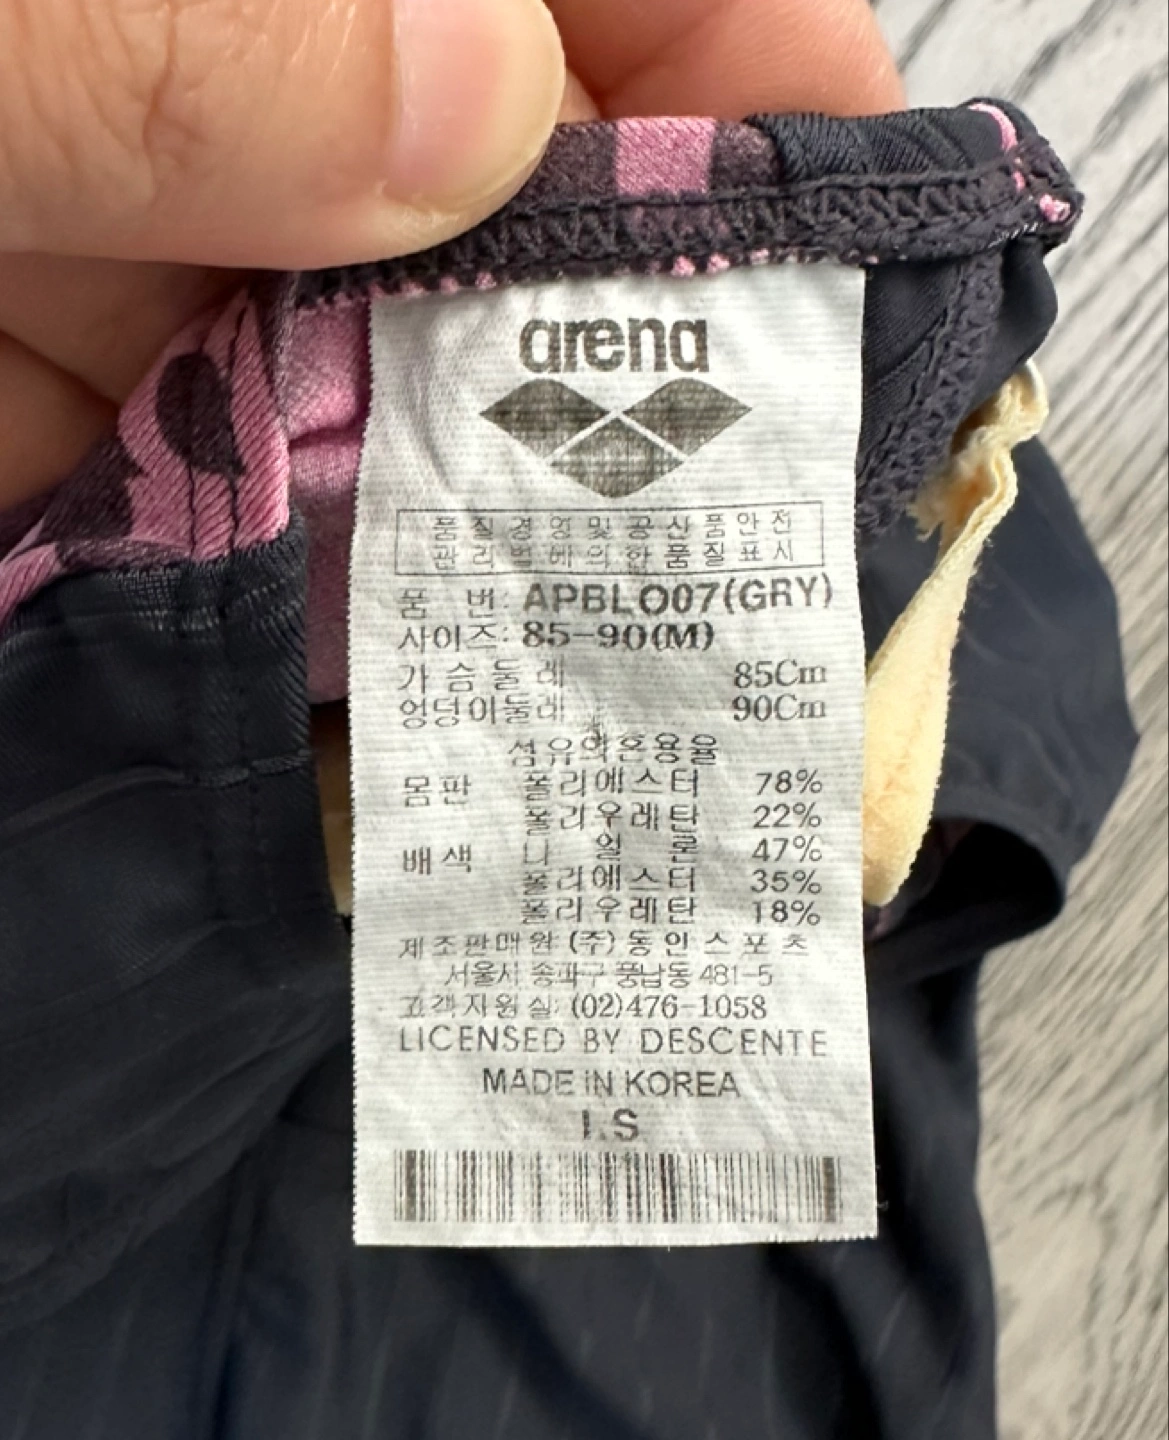 arena
품질경영및공산품안전
관리법에의한품질표시
품 번: APBLO07(GRY)
사이즈: 85-90(M)
가슴둘레 85Cm
엉덩이둘레 90Cm
섬유의혼용율
몸판 폴리에스터 78%
폴리우레탄 22%
배색 나일론 47%
폴리에스터 35%
폴리우레탄 18%
제조판매원: (주)동인스포츠
서울시 송파구 풍납동 481-5
고객지원실: (02)476-1058
LICENSED BY DESCENTE
MADE IN KOREA
I.S